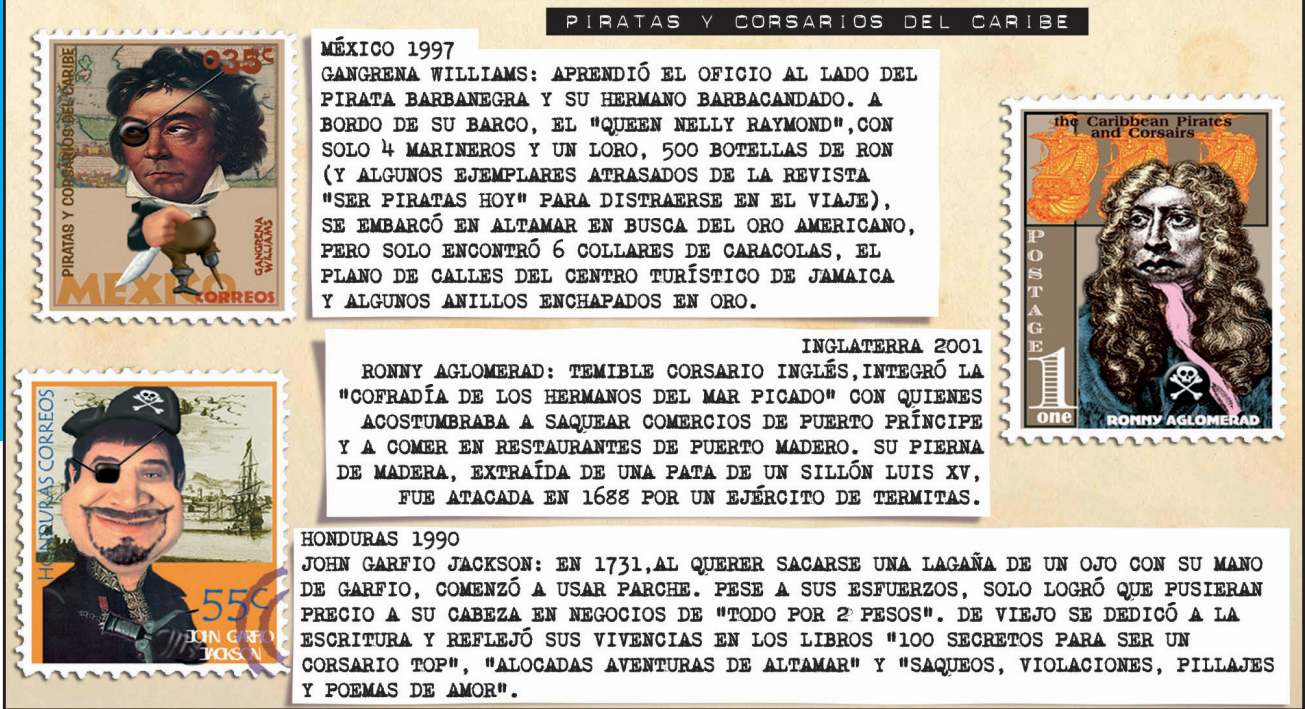 PIRATAS Y CORSARIOS DEL CARIBE
035c
PIRATAS Y CORSARIOS DEL CARIBE
GANGRENA
WILLIAMS
MEXICO
CORREOS
MÉXICO 1997
GANGRENA WILLIAMS: APRENDIÓ EL OFICIO AL LADO DEL
PIRATA BARBANEGRA Y SU HERMANO BARBACANDADO. A
BORDO DE SU BARCO, EL "QUEEN NELLY RAYMOND",CON
SOLO 4 MARINEROS Y UN LORO, 500 BOTELLAS DE RON
(Y ALGUNOS EJEMPLARES ATRASADOS DE LA REVISTA
"SER PIRATAS HOY" PARA DISTRAERSE EN EL VIAJE),
SE EMBARCÓ EN ALTAMAR EN BUSCA DEL ORO AMERICANO,
PERO SOLO ENCONTRÓ 6 COLLARES DE CARACOLAS, EL
PLANO DE CALLES DEL CENTRO TURÍSTICO DE JAMAICA
Y ALGUNOS ANILLOS ENCHAPADOS EN ORO.
the Caribbean Pirates
and Corsairs
POSTAGE
1
one
RONNY AGLOMERAD
INGLATERRA 2001
RONNY AGLOMERAD: TEMIBLE CORSARIO INGLÉS,INTEGRÓ LA
"COFRADÍA DE LOS HERMANOS DEL MAR PICADO" CON QUIENES
ACOSTUMBRABA A SAQUEAR COMERCIOS DE PUERTO PRÍNCIPE
Y A COMER EN RESTAURANTES DE PUERTO MADERO. SU PIERNA
DE MADERA, EXTRAÍDA DE UNA PATA DE UN SILLÓN LUIS XV,
FUE ATACADA EN 1688 POR UN EJÉRCITO DE TERMITAS.
HONDURAS CORREOS
55c
JOHN GARFIO
JACKSON
HONDURAS 1990
JOHN GARFIO JACKSON: EN 1731,AL QUERER SACARSE UNA LAGAÑA DE UN OJO CON SU MANO
DE GARFIO, COMENZÓ A USAR PARCHE. PESE A SUS ESFUERZOS, SOLO LOGRÓ QUE PUSIERAN
PRECIO A SU CABEZA EN NEGOCIOS DE "TODO POR 2 PESOS". DE VIEJO SE DEDICÓ A LA
ESCRITURA Y REFLEJÓ SUS VIVENCIAS EN LOS LIBROS "100 SECRETOS PARA SER UN
CORSARIO TOP", "ALOCADAS AVENTURAS DE ALTAMAR" Y "SAQUEOS, VIOLACIONES, PILLAJES
Y POEMAS DE AMOR".